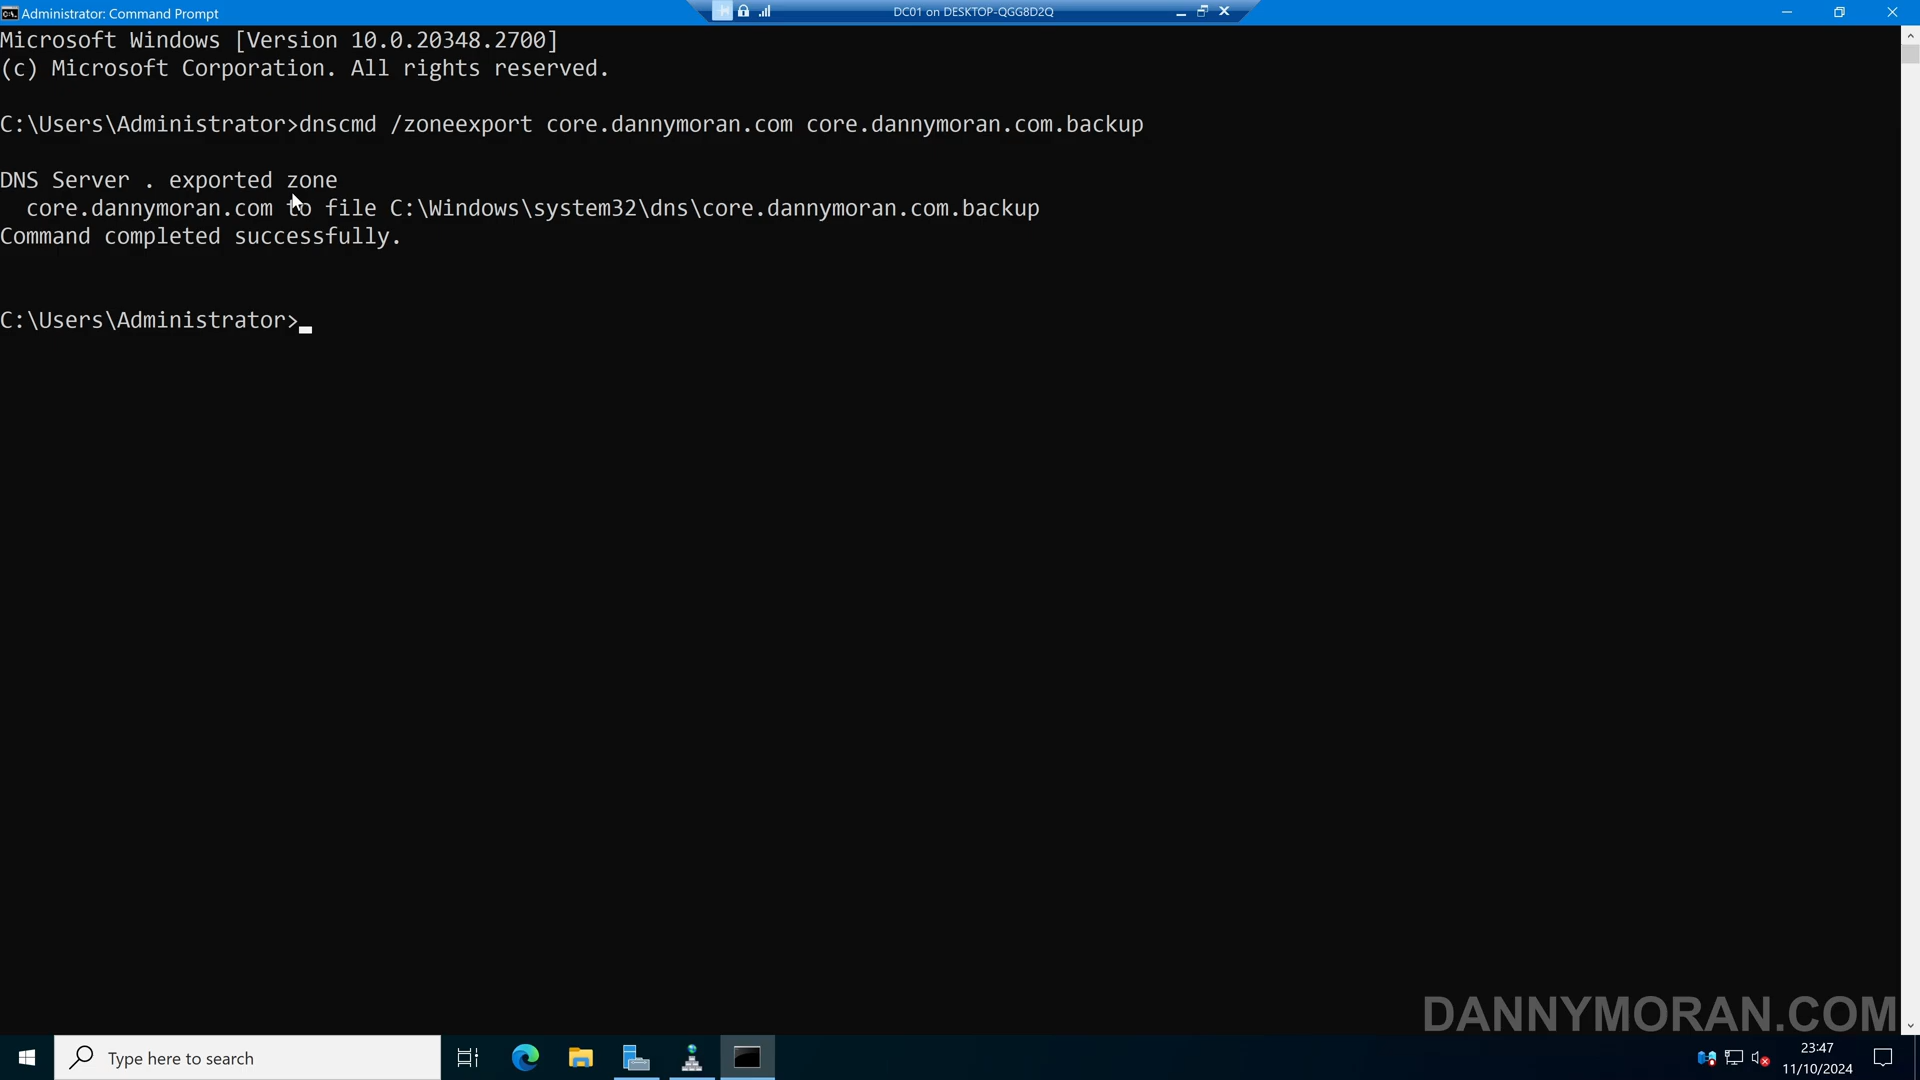 Administrator: Command Prompt
DC01 on DESKTOP-QGG8D2Q
Microsoft Windows [Version 10.0.20348.2700]
(c) Microsoft Corporation. All rights reserved.
C:\Users\Administrator>dnscmd /zoneexport core.dannymoran.com core.dannymoran.com.backup
DNS Server . exported zone
core.dannymoran.com to file C:\Windows\system32\dns\core.dannymoran.com.backup
Command completed successfully.
C:\Users\Administrator>
DANNYMORAN.COM
Type here to search
23:47
11/10/2024